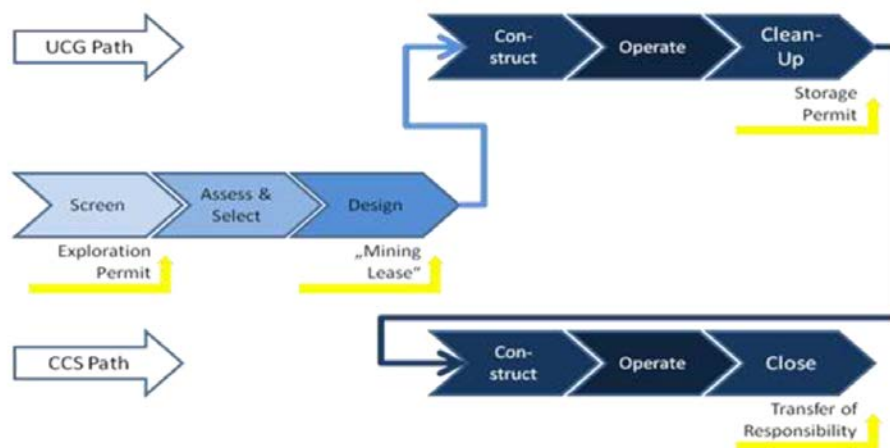 UCG Path
Con-
struct
Operate
Clean-
Up
Storage
Permit
Screen
Assess &
Select
Design
Exploration
Permit
„Mining
Lease“
CCS Path
Con-
struct
Operate
Close
Transfer of
Responsibility